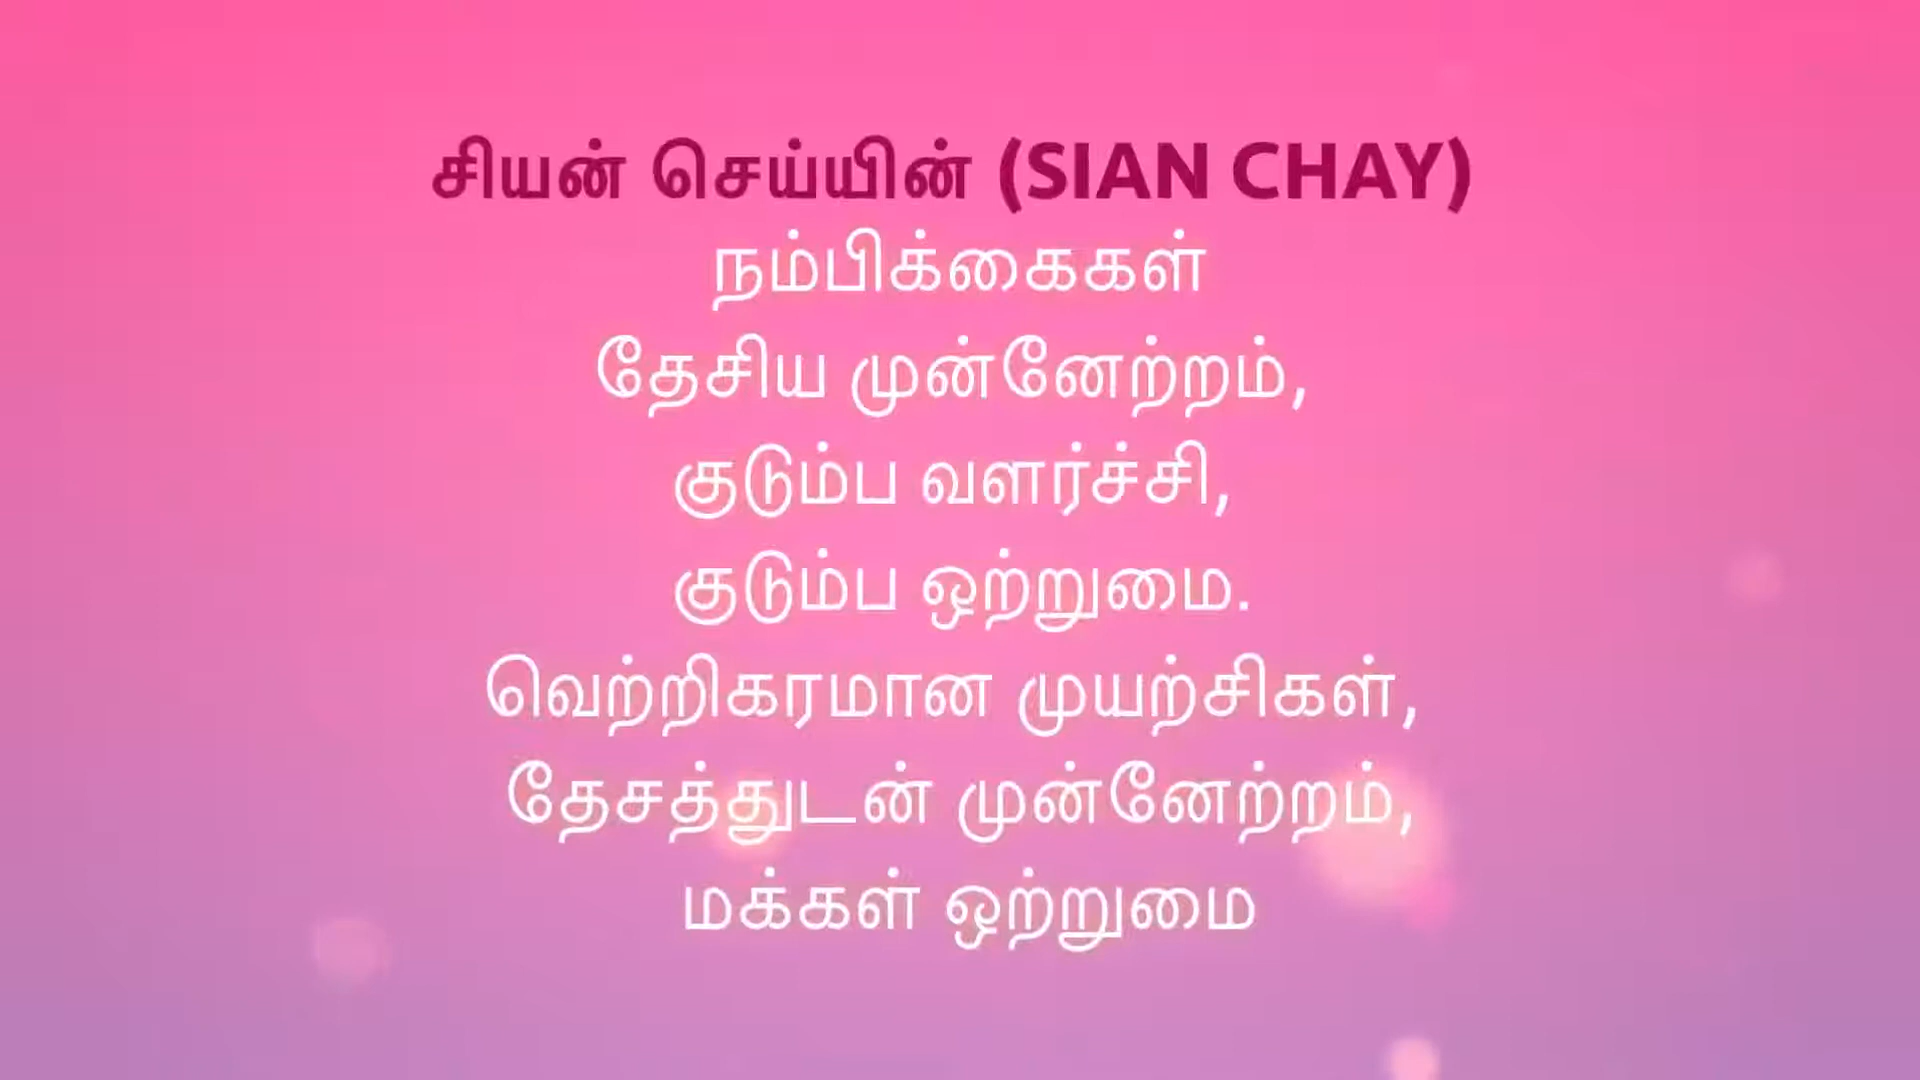 சியன் செய்யின் (SIAN CHAY)
நம்பிக்கைகள்
தேசிய முன்னேற்றம்,
குடும்ப வளர்ச்சி,
குடும்ப ஒற்றுமை.
வெற்றிகரமான முயற்சிகள்,
தேசத்துடன் முன்னேற்றம்,
மக்கள் ஒற்றுமை